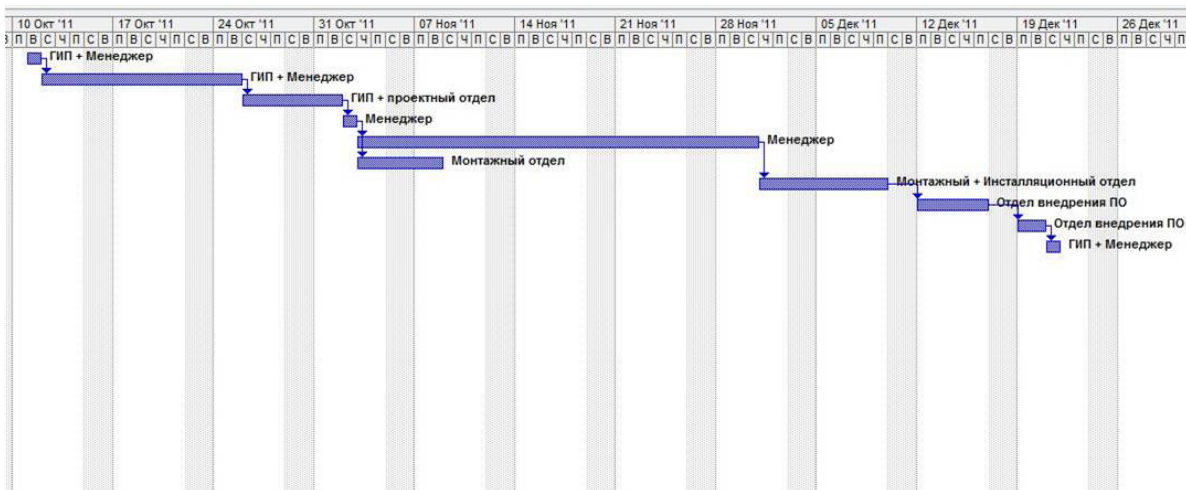 10 Окт '11 17 Окт '11 24 Окт '11 31 Окт '11 07 Ноя '11 14 Ноя '11 21 Ноя '11 28 Ноя '11 05 Дек '11 12 Дек '11 19 Дек '11 26 Дек '11
В П В С Ч П С В П В С Ч П С В П В С Ч П С В П В С Ч П С В П В С Ч П С В П В С Ч П С В П В С Ч П С В П В С Ч П С В П В С Ч П С В П В С Ч П С В П В С Ч П С В П В С Ч П
ГИП + Менеджер
ГИП + Менеджер
ГИП + проектный отдел
Менеджер
Менеджер
Монтажный отдел
Монтажный + Инсталляционный отдел
Отдел внедрения ПО
Отдел внедрения ПО
ГИП + Менеджер